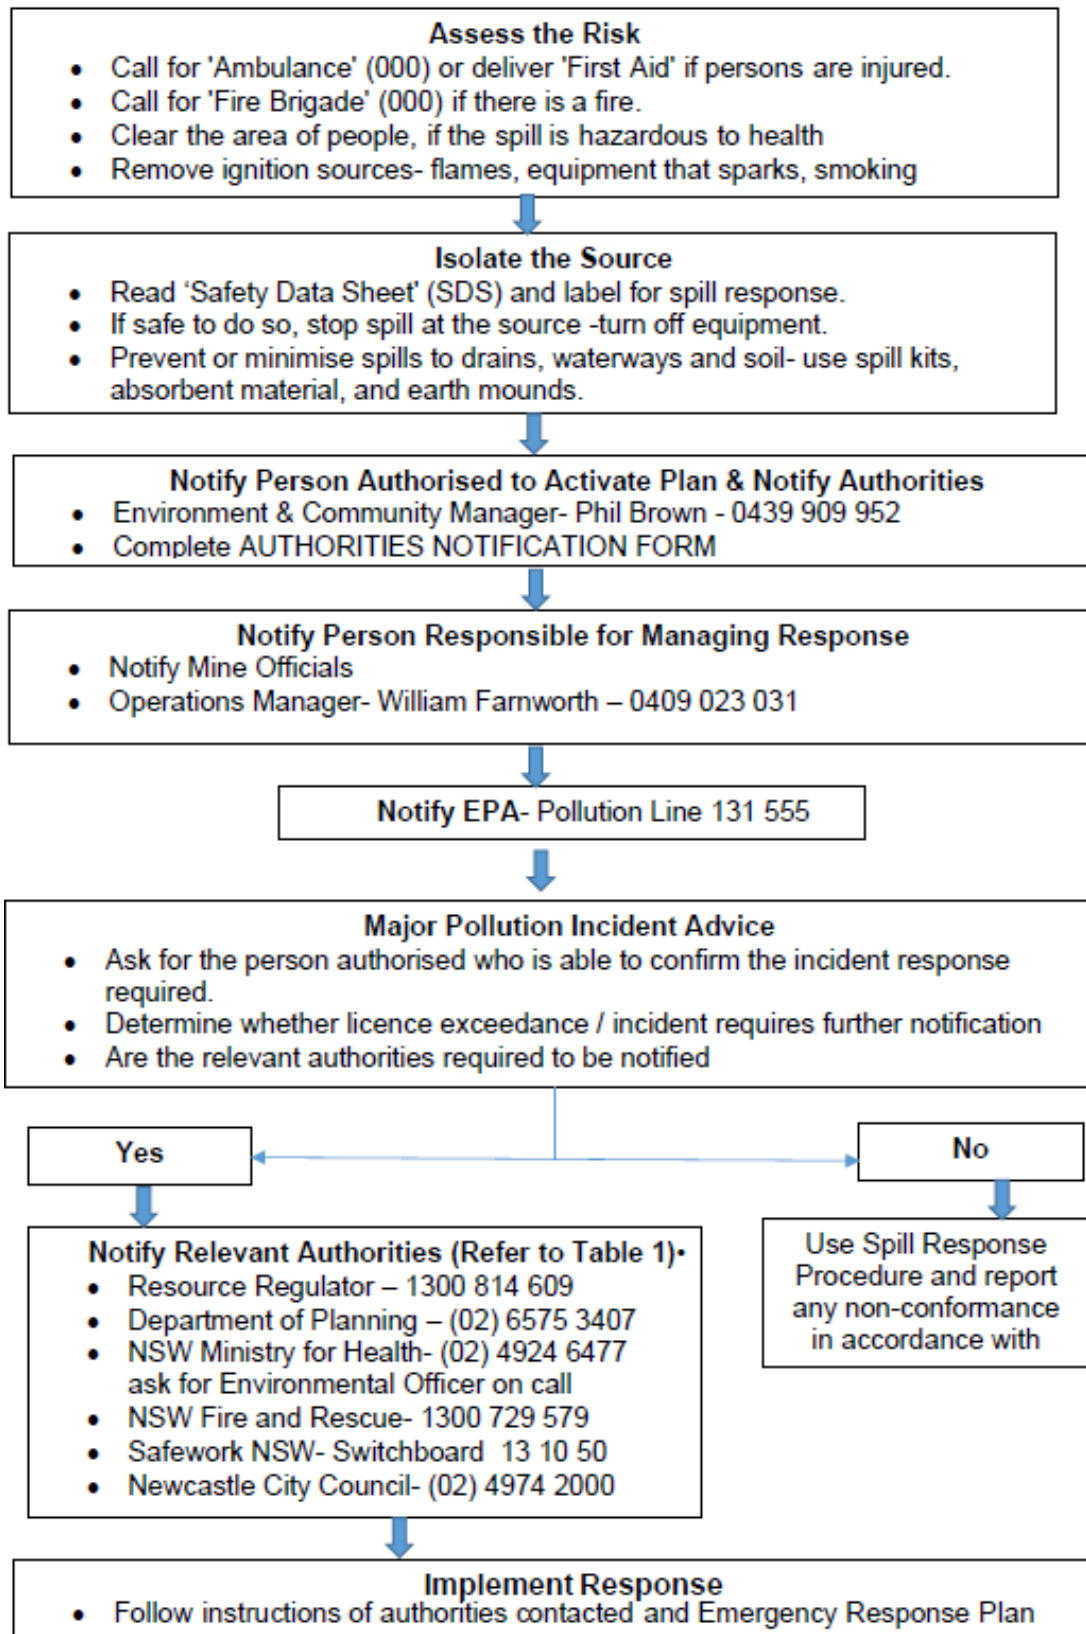 Assess the Risk
• Call for 'Ambulance' (000) or deliver 'First Aid' if persons are injured.
• Call for 'Fire Brigade' (000) if there is a fire.
• Clear the area of people, if the spill is hazardous to health
• Remove ignition sources- flames, equipment that sparks, smoking
Isolate the Source
• Read ‘Safety Data Sheet' (SDS) and label for spill response.
• If safe to do so, stop spill at the source -turn off equipment.
• Prevent or minimise spills to drains, waterways and soil- use spill kits,
absorbent material, and earth mounds.
Notify Person Authorised to Activate Plan & Notify Authorities
• Environment & Community Manager- Phil Brown - 0439 909 952
• Complete AUTHORITIES NOTIFICATION FORM
Notify Person Responsible for Managing Response
• Notify Mine Officials
• Operations Manager- William Farnworth – 0409 023 031
Notify EPA- Pollution Line 131 555
Major Pollution Incident Advice
• Ask for the person authorised who is able to confirm the incident response
required.
• Determine whether licence exceedance / incident requires further notification
• Are the relevant authorities required to be notified
Yes
No
Notify Relevant Authorities (Refer to Table 1)•
• Resource Regulator – 1300 814 609
• Department of Planning – (02) 6575 3407
• NSW Ministry for Health- (02) 4924 6477
ask for Environmental Officer on call
• NSW Fire and Rescue- 1300 729 579
• Safework NSW- Switchboard 13 10 50
• Newcastle City Council- (02) 4974 2000
Use Spill Response
Procedure and report
any non-conformance
in accordance with
Implement Response
• Follow instructions of authorities contacted and Emergency Response Plan